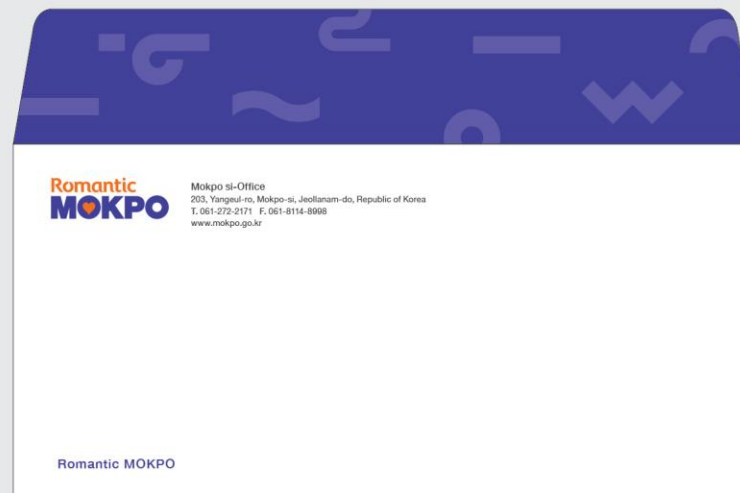 Romantic
MOKPO
Mokpo si-Office
203, Yangeul-ro, Mokpo-si, Jeollanam-do, Republic of Korea
T. 061-272-2171 F. 061-8114-8998
www.mokpo.go.kr
Romantic MOKPO